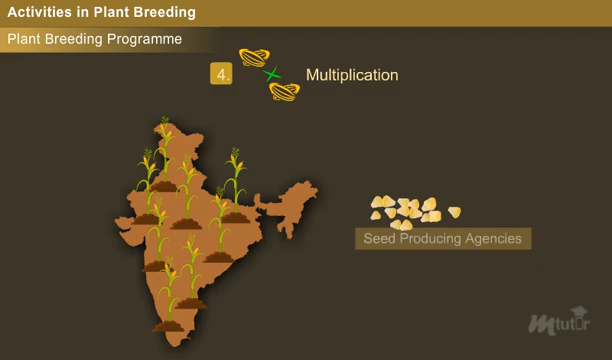 Activities in Plant Breeding
Plant Breeding Programme
4. Multiplication
Seed Producing Agencies
mtutor